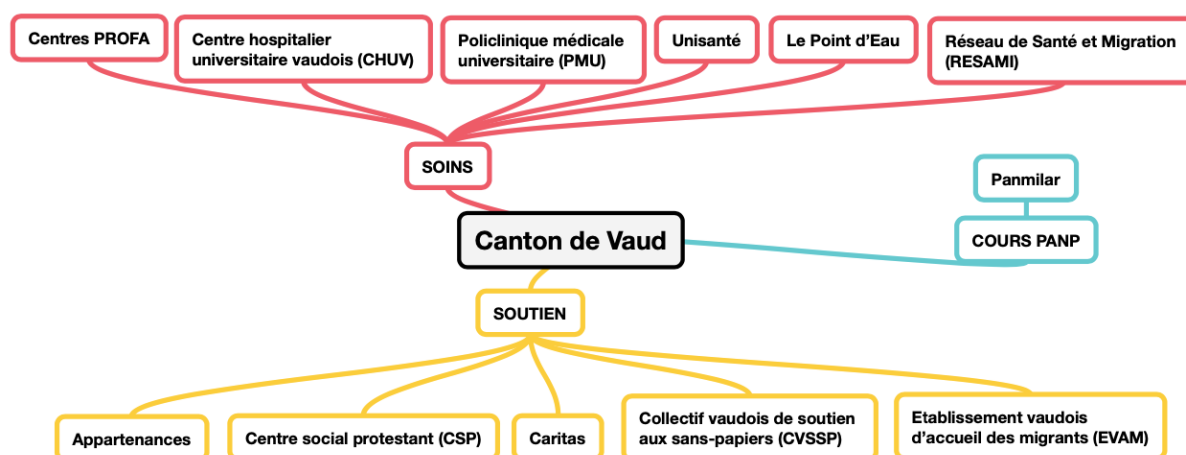 Centres PROFA
Centre hospitalier
universitaire vaudois (CHUV)
Policlinique médicale
universitaire (PMU)
Unisanté
Le Point d'Eau
Réseau de Santé et Migration
(RESAMI)
SOINS
Panmilar
COURS PANP
Canton de Vaud
SOUTIEN
Appartenances
Centre social protestant (CSP)
Caritas
Collectif vaudois de soutien
aux sans-papiers (CVSSP)
Etablissement vaudois
d'accueil des migrants (EVAM)